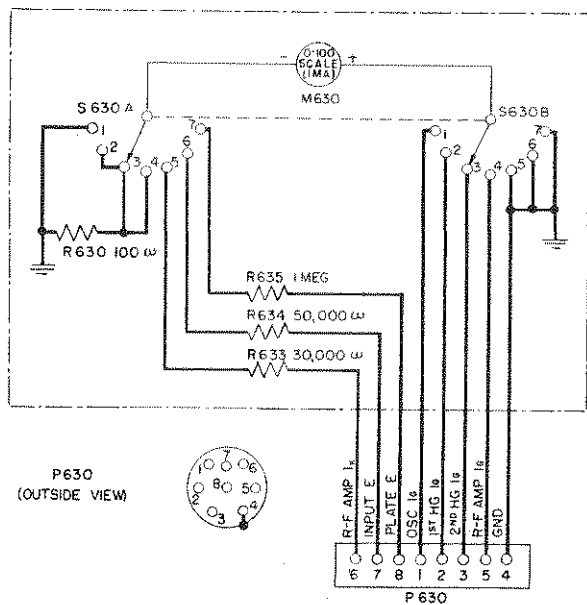 0-100
SCALE
(1MA)
- +
M630
S630A
S630B
1 2 3 4 5 6 7
1 2 3 4 5 6 7
R630 100 ω
R635 1 MEG
R634 50,000 ω
R633 30,000 ω
P630
(OUTSIDE VIEW)
1 7 6
2 8 5
3 4
R-F AMP
INPUT E
PLATE E
OSC IG
1ST HG IG
2ND HG IG
R-F AMP IG
GND
6 7 8 1 2 3 5 4
P 630